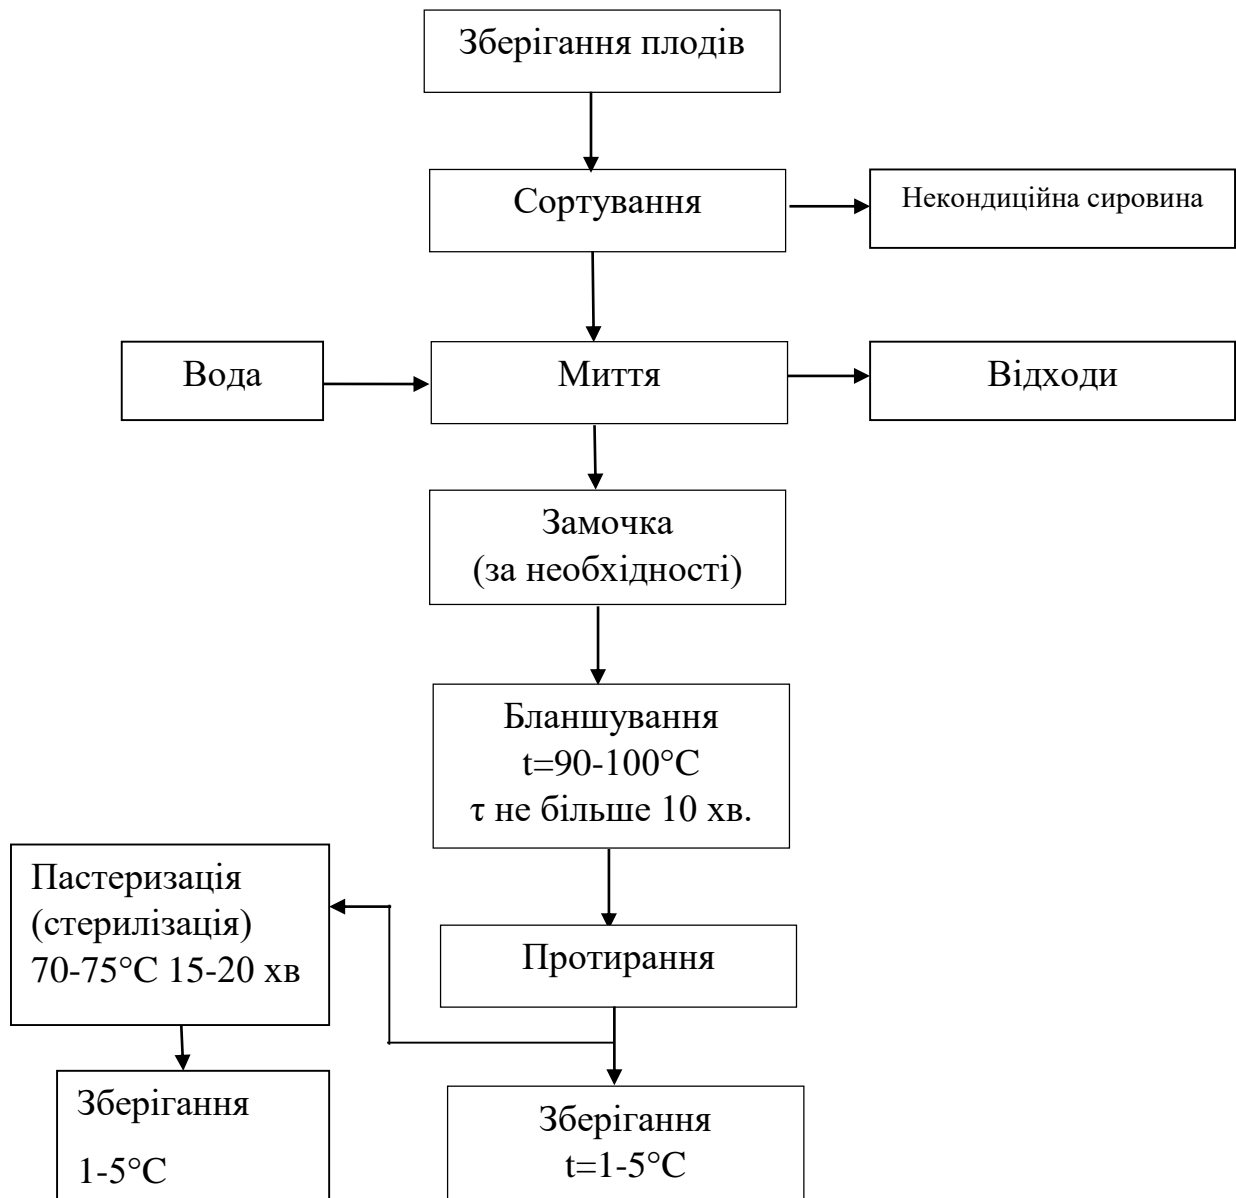 Зберігання плодів
Сортування
Некондиційна сировина
Вода
Миття
Відходи
Замочка
(за необхідності)
Бланшування
t=90-100°C
τ не більше 10 хв.
Пастеризація
(стерилізація)
70-75°C 15-20 хв
Протирання
Зберігання
1-5°C
Зберігання
t=1-5°C